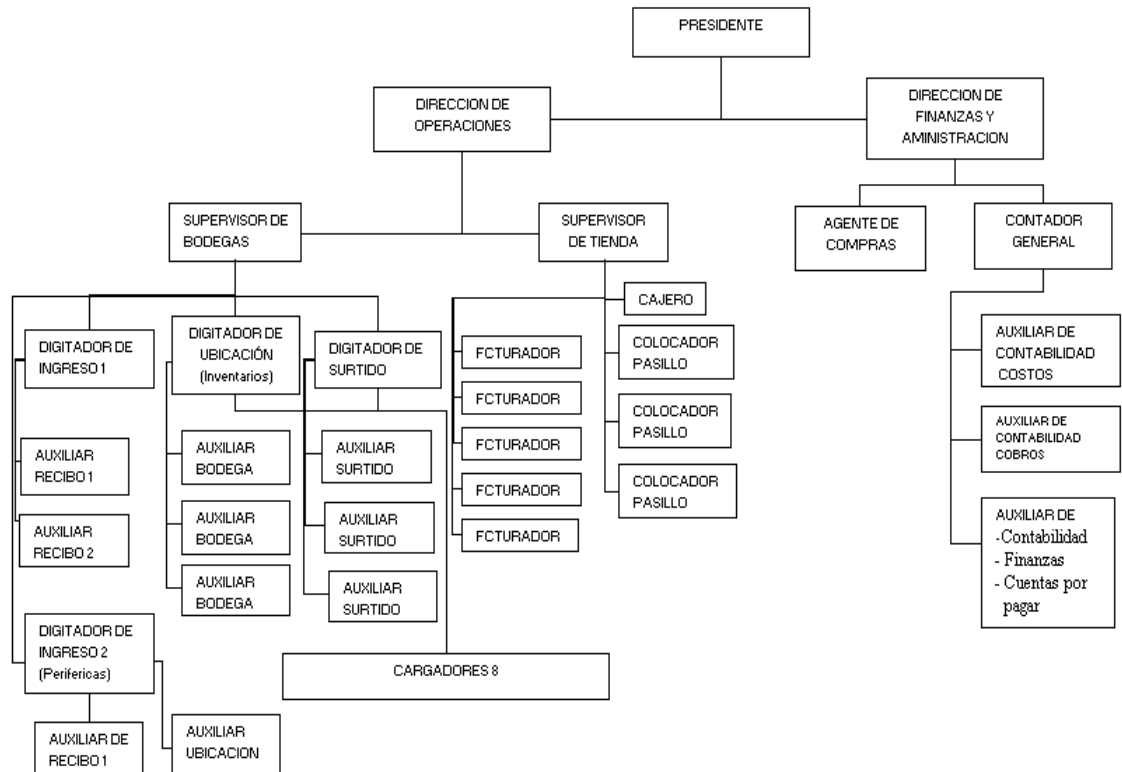 PRESIDENTE
DIRECCION DE
OPERACIONES
DIRECCION DE
FINANZAS Y
AMINISTRACION
SUPERVISOR DE
BODEGAS
SUPERVISOR
DE TIENDA
AGENTE DE
COMPRAS
CONTADOR
GENERAL
DIGITADOR DE
INGRESO 1
DIGITADOR DE
UBICACIÓN
(Inventarios)
DIGITADOR DE
SURTIDO
AUXILIAR
RECIBO 1
AUXILIAR
RECIBO 2
AUXILIAR
BODEGA
AUXILIAR
BODEGA
AUXILIAR
BODEGA
AUXILIAR
SURTIDO
AUXILIAR
SURTIDO
AUXILIAR
SURTIDO
FCTURADOR
FCTURADOR
FCTURADOR
FCTURADOR
FCTURADOR
CAJERO
COLOCADOR
PASILLO
COLOCADOR
PASILLO
COLOCADOR
PASILLO
AUXILIAR DE
CONTABILIDAD
COSTOS
AUXILIAR DE
CONTABILIDAD
COBROS
AUXILIAR DE
-Contabilidad
- Finanzas
- Cuentas por
pagar
DIGITADOR DE
INGRESO 2
(Perifericas)
CARGADORES 8
AUXILIAR DE
RECIBO 1
AUXILIAR
UBICACION